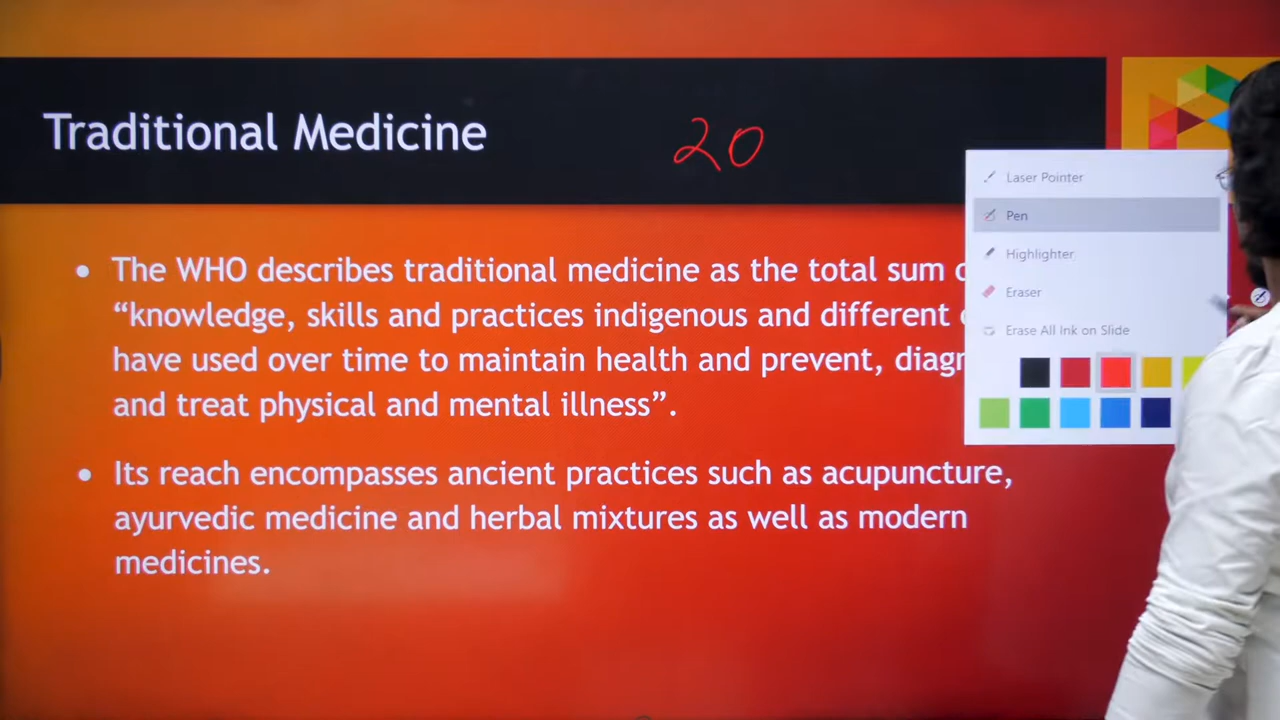 Traditional Medicine
20
Laser Pointer
Pen
Highlighter
Eraser
Erase All Ink on Slide
• The WHO describes traditional medicine as the total sum
“knowledge, skills and practices indigenous and different
have used over time to maintain health and prevent,
and treat physical and mental illness”.
• Its reach encompasses ancient practices such as acupuncture,
ayurvedic medicine and herbal mixtures as well as modern
medicines.